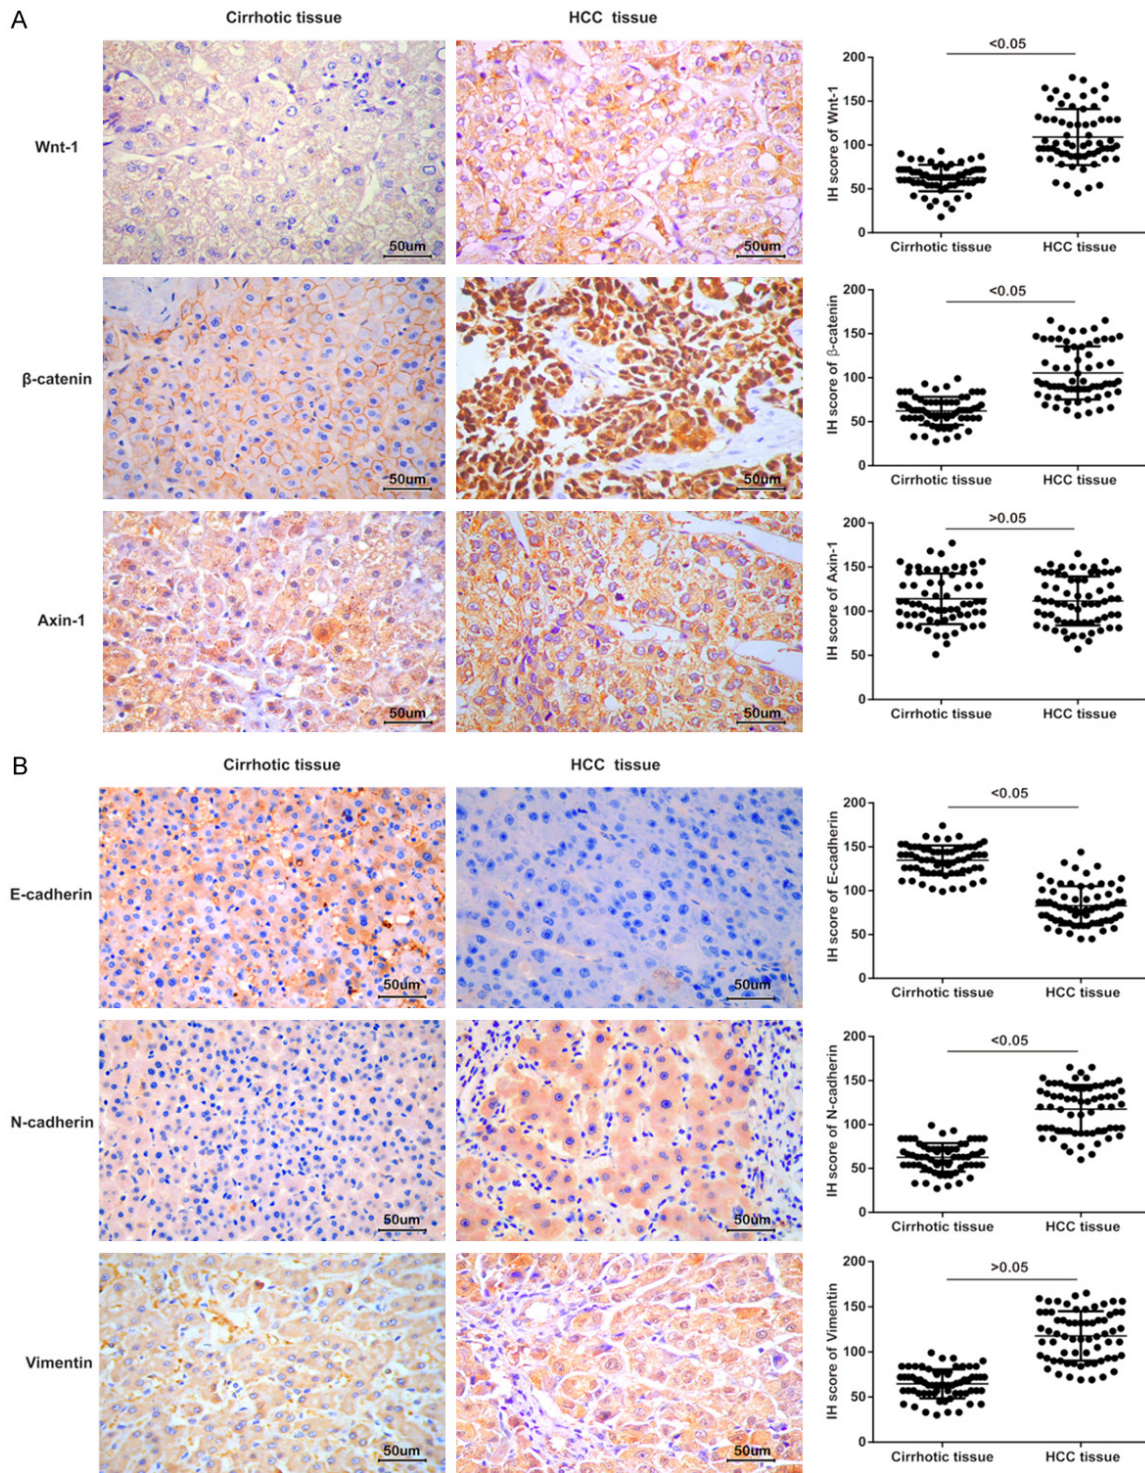 A
Cirrhotic tissue
HCC tissue
Wnt-1
50um
50um
IH score of Wnt-1
200
150
100
50
0
<0.05
Cirrhotic tissue
HCC tissue
β-catenin
50um
50um
IH score of β-catenin
200
150
100
50
0
<0.05
Cirrhotic tissue
HCC tissue
Axin-1
50um
50um
IH score of Axin-1
200
150
100
50
0
>0.05
Cirrhotic tissue
HCC tissue
B
Cirrhotic tissue
HCC tissue
E-cadherin
50um
50um
IH score of E-cadherin
200
150
100
50
0
<0.05
Cirrhotic tissue
HCC tissue
N-cadherin
50um
50um
IH score of N-cadherin
200
150
100
50
0
<0.05
Cirrhotic tissue
HCC tissue
Vimentin
50um
50um
IH score of Vimentin
200
150
100
50
0
>0.05
Cirrhotic tissue
HCC tissue